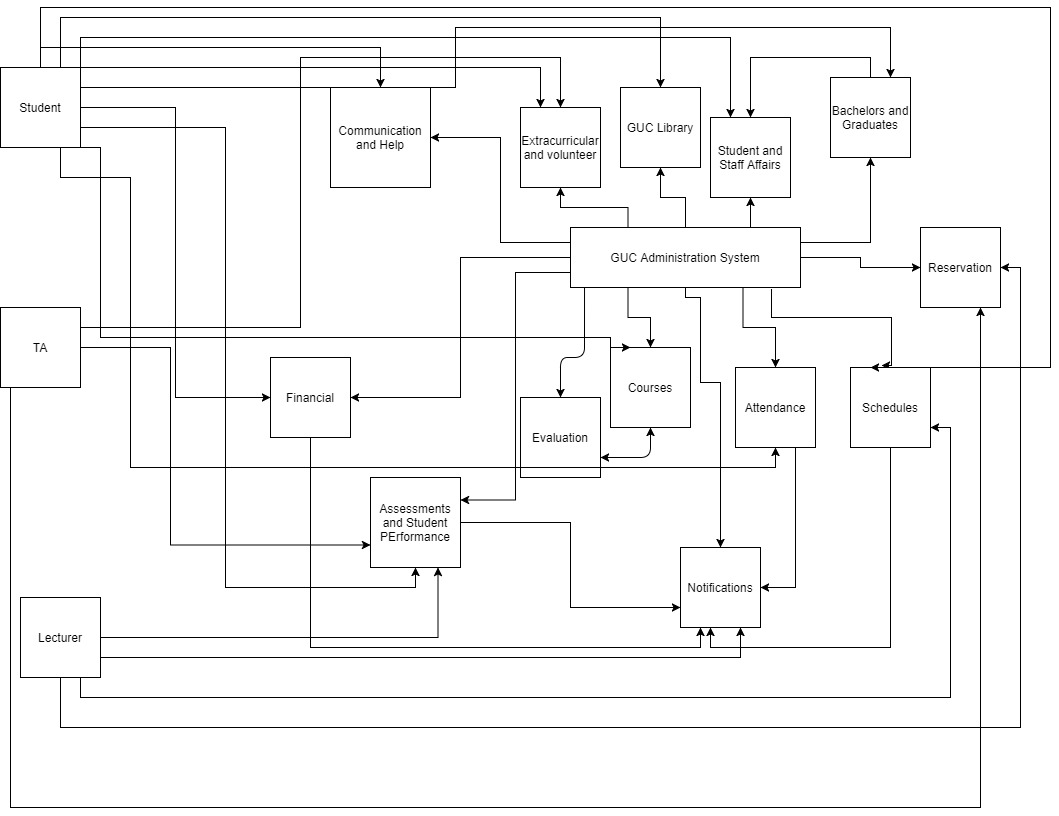 Student
Communication
and Help
Extracurricular
and volunteer
GUC Library
Student and
Staff Affairs
Bachelors and
Graduates
GUC Administration System
Reservation
TA
Financial
Courses
Evaluation
Attendance
Schedules
Assessments
and Student
PErformance
Notifications
Lecturer